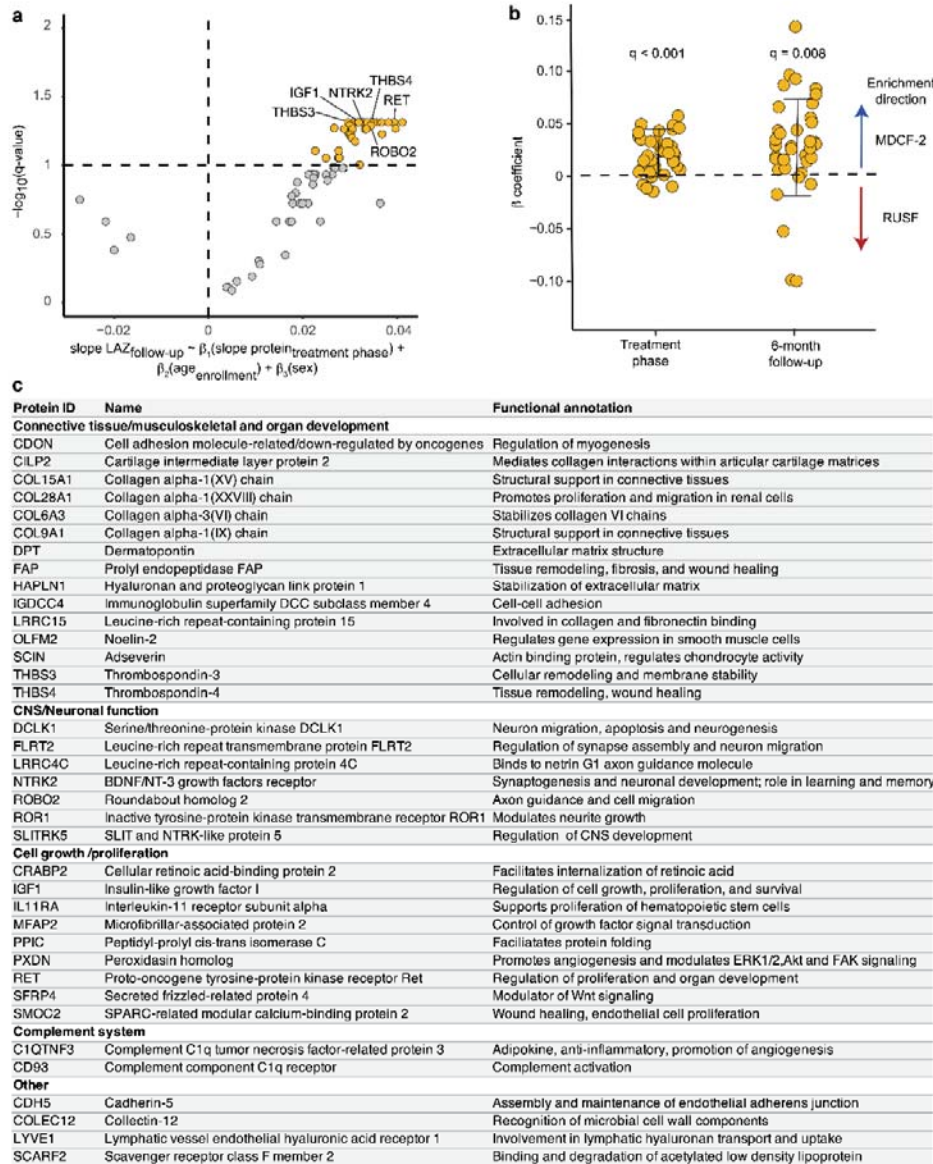 a
2
1.5
1
0.5
0
−log10(q-value)
THBS4
IGF1 NTRK2
RET
THBS3
ROBO2
−0.02 0 0.02 0.04
slope LAZfollow-up ~ β1(slope proteintreatment phase) +
β2(ageenrollment) + β3(sex)
b
0.15
0.10
0.05
0
−0.05
−0.10
β coefficient
q < 0.001 q = 0.008
Enrichment
direction
MDCF-2
RUSF
Treatment
phase
6-month
follow-up
c
Protein ID Name Functional annotation
Connective tissue/musculoskeletal and organ development
CDON Cell adhesion molecule-related/down-regulated by oncogenes Regulation of myogenesis
CILP2 Cartilage intermediate layer protein 2 Mediates collagen interactions within articular cartilage matrices
COL15A1 Collagen alpha-1(XV) chain Structural support in connective tissues
COL28A1 Collagen alpha-1(XXVIII) chain Promotes proliferation and migration in renal cells
COL6A3 Collagen alpha-3(VI) chain Stabilizes collagen VI chains
COL9A1 Collagen alpha-1(IX) chain Structural support in connective tissues
DPT Dermatopontin Extracellular matrix structure
FAP Prolyl endopeptidase FAP Tissue remodeling, fibrosis, and wound healing
HAPLN1 Hyaluronan and proteoglycan link protein 1 Stabilization of extracellular matrix
IGDCC4 Immunoglobulin superfamily DCC subclass member 4 Cell-cell adhesion
LRRC15 Leucine-rich repeat-containing protein 15 Involved in collagen and fibronectin binding
OLFM2 Noelin-2 Regulates gene expression in smooth muscle cells
SCIN Adseverin Actin binding protein, regulates chondrocyte activity
THBS3 Thrombospondin-3 Cellular remodeling and membrane stability
THBS4 Thrombospondin-4 Tissue remodeling, wound healing
CNS/Neuronal function
DCLK1 Serine/threonine-protein kinase DCLK1 Neuron migration, apoptosis and neurogenesis
FLRT2 Leucine-rich repeat transmembrane protein FLRT2 Regulation of synapse assembly and neuron migration
LRRC4C Leucine-rich repeat-containing protein 4C Binds to netrin G1 axon guidance molecule
NTRK2 BDNF/NT-3 growth factors receptor Synaptogenesis and neuronal development; role in learning and memory
ROBO2 Roundabout homolog 2 Axon guidance and cell migration
ROR1 Inactive tyrosine-protein kinase transmembrane receptor ROR1 Modulates neurite growth
SLITRK5 SLIT and NTRK-like protein 5 Regulation of CNS development
Cell growth /proliferation
CRABP2 Cellular retinoic acid-binding protein 2 Facilitates internalization of retinoic acid
IGF1 Insulin-like growth factor I Regulation of cell growth, proliferation, and survival
IL11RA Interleukin-11 receptor subunit alpha Supports proliferation of hematopoietic stem cells
MFAP2 Microfibrillar-associated protein 2 Control of growth factor signal transduction
PPIC Peptidyl-prolyl cis-trans isomerase C Faciliatates protein folding
PXDN Peroxidasin homolog Promotes angiogenesis and modulates ERK1/2,Akt and FAK signaling
RET Proto-oncogene tyrosine-protein kinase receptor Ret Regulation of proliferation and organ development
SFRP4 Secreted frizzled-related protein 4 Modulator of Wnt signaling
SMOC2 SPARC-related modular calcium-binding protein 2 Wound healing, endothelial cell proliferation
Complement system
C1QTNF3 Complement C1q tumor necrosis factor-related protein 3 Adipokine, anti-inflammatory, promotion of angiogenesis
CD93 Complement component C1q receptor Complement activation
Other
CDH5 Cadherin-5 Assembly and maintenance of endothelial adherens junction
COLEC12 Collectin-12 Recognition of microbial cell wall components
LYVE1 Lymphatic vessel endothelial hyaluronic acid receptor 1 Involvement in lymphatic hyaluronan transport and uptake
SCARF2 Scavenger receptor class F member 2 Binding and degradation of acetylated low density lipoprotein